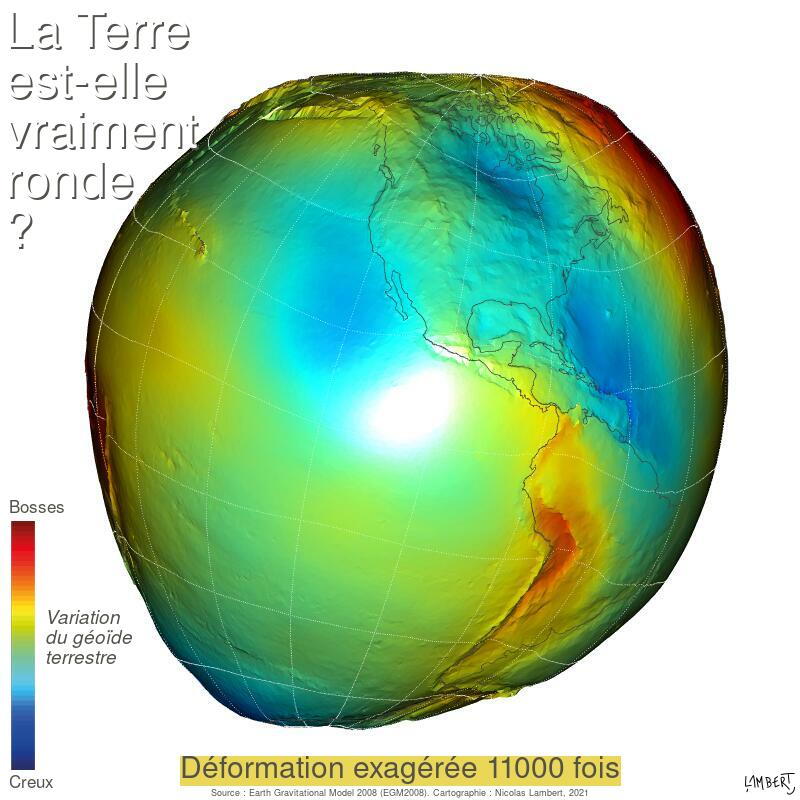 La Terre
est-elle
vraiment
ronde
?
Bosses
Variation
du géoïde
terrestre
Creux
Déformation exagérée 11000 fois
Source : Earth Gravitational Model 2008 (EGM2008). Cartographie : Nicolas Lambert, 2021
LAMBERT